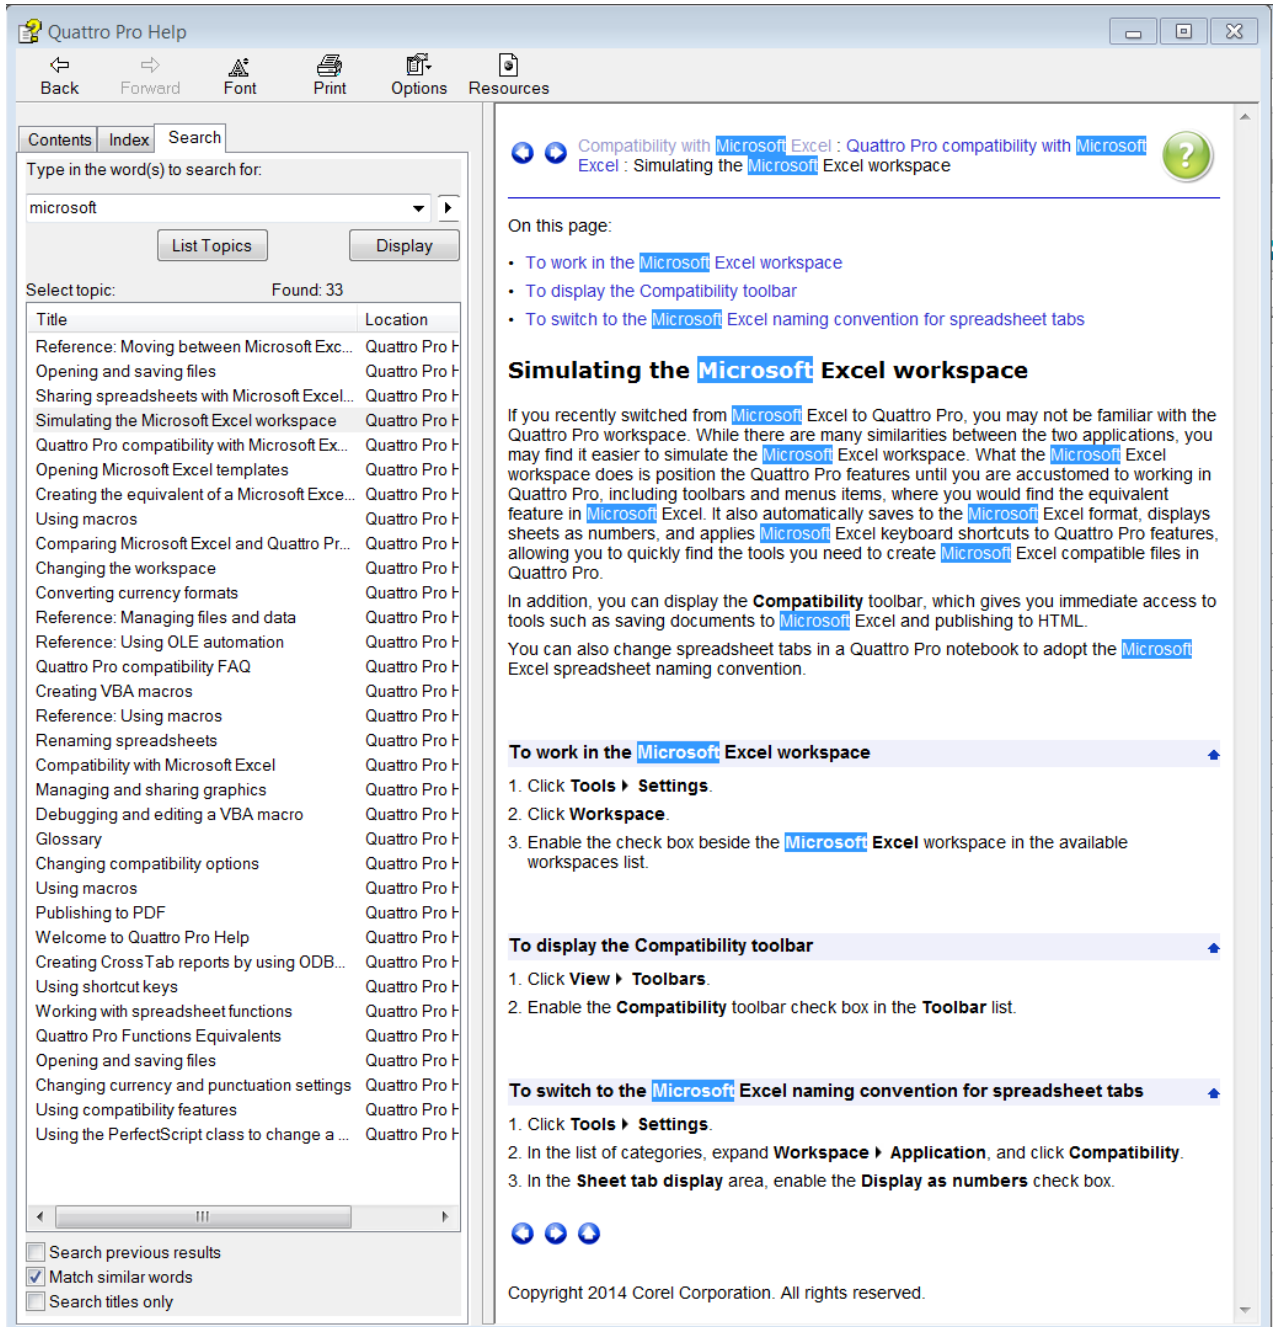 Quattro Pro Help
Back Forward Font Print Options Resources
Contents Index Search
Type in the word(s) to search for:
microsoft
List Topics Display
Select topic: Found: 33
Title Location
Reference: Moving between Microsoft Exc... Quattro Pro H
Opening and saving files Quattro Pro H
Sharing spreadsheets with Microsoft Excel... Quattro Pro H
Simulating the Microsoft Excel workspace Quattro Pro H
Quattro Pro compatibility with Microsoft Ex... Quattro Pro H
Opening Microsoft Excel templates Quattro Pro H
Creating the equivalent of a Microsoft Exce... Quattro Pro H
Using macros Quattro Pro H
Comparing Microsoft Excel and Quattro Pr... Quattro Pro H
Changing the workspace Quattro Pro H
Converting currency formats Quattro Pro H
Reference: Managing files and data Quattro Pro H
Reference: Using OLE automation Quattro Pro H
Quattro Pro compatibility FAQ Quattro Pro H
Creating VBA macros Quattro Pro H
Reference: Using macros Quattro Pro H
Renaming spreadsheets Quattro Pro H
Compatibility with Microsoft Excel Quattro Pro H
Managing and sharing graphics Quattro Pro H
Debugging and editing a VBA macro Quattro Pro H
Glossary Quattro Pro H
Changing compatibility options Quattro Pro H
Using macros Quattro Pro H
Publishing to PDF Quattro Pro H
Welcome to Quattro Pro Help Quattro Pro H
Creating CrossTab reports by using ODB... Quattro Pro H
Using shortcut keys Quattro Pro H
Working with spreadsheet functions Quattro Pro H
Quattro Pro Functions Equivalents Quattro Pro H
Opening and saving files Quattro Pro H
Changing currency and punctuation settings Quattro Pro H
Using compatibility features Quattro Pro H
Using the PerfectScript class to change a ... Quattro Pro H
Search previous results
Match similar words
Search titles only
Compatibility with Microsoft Excel : Quattro Pro compatibility with Microsoft
Excel : Simulating the Microsoft Excel workspace
?
On this page:
• To work in the Microsoft Excel workspace
• To display the Compatibility toolbar
• To switch to the Microsoft Excel naming convention for spreadsheet tabs
Simulating the Microsoft Excel workspace
If you recently switched from Microsoft Excel to Quattro Pro, you may not be familiar with the
Quattro Pro workspace. While there are many similarities between the two applications, you
may find it easier to simulate the Microsoft Excel workspace. What the Microsoft Excel
workspace does is position the Quattro Pro features until you are accustomed to working in
Quattro Pro, including toolbars and menus items, where you would find the equivalent
feature in Microsoft Excel. It also automatically saves to the Microsoft Excel format, displays
sheets as numbers, and applies Microsoft Excel keyboard shortcuts to Quattro Pro features,
allowing you to quickly find the tools you need to create Microsoft Excel compatible files in
Quattro Pro.
In addition, you can display the Compatibility toolbar, which gives you immediate access to
tools such as saving documents to Microsoft Excel and publishing to HTML.
You can also change spreadsheet tabs in a Quattro Pro notebook to adopt the Microsoft
Excel spreadsheet naming convention.
To work in the Microsoft Excel workspace
1. Click Tools ▸ Settings.
2. Click Workspace.
3. Enable the check box beside the Microsoft Excel workspace in the available
workspaces list.
To display the Compatibility toolbar
1. Click View ▸ Toolbars.
2. Enable the Compatibility toolbar check box in the Toolbar list.
To switch to the Microsoft Excel naming convention for spreadsheet tabs
1. Click Tools ▸ Settings.
2. In the list of categories, expand Workspace ▸ Application, and click Compatibility.
3. In the Sheet tab display area, enable the Display as numbers check box.
Copyright 2014 Corel Corporation. All rights reserved.